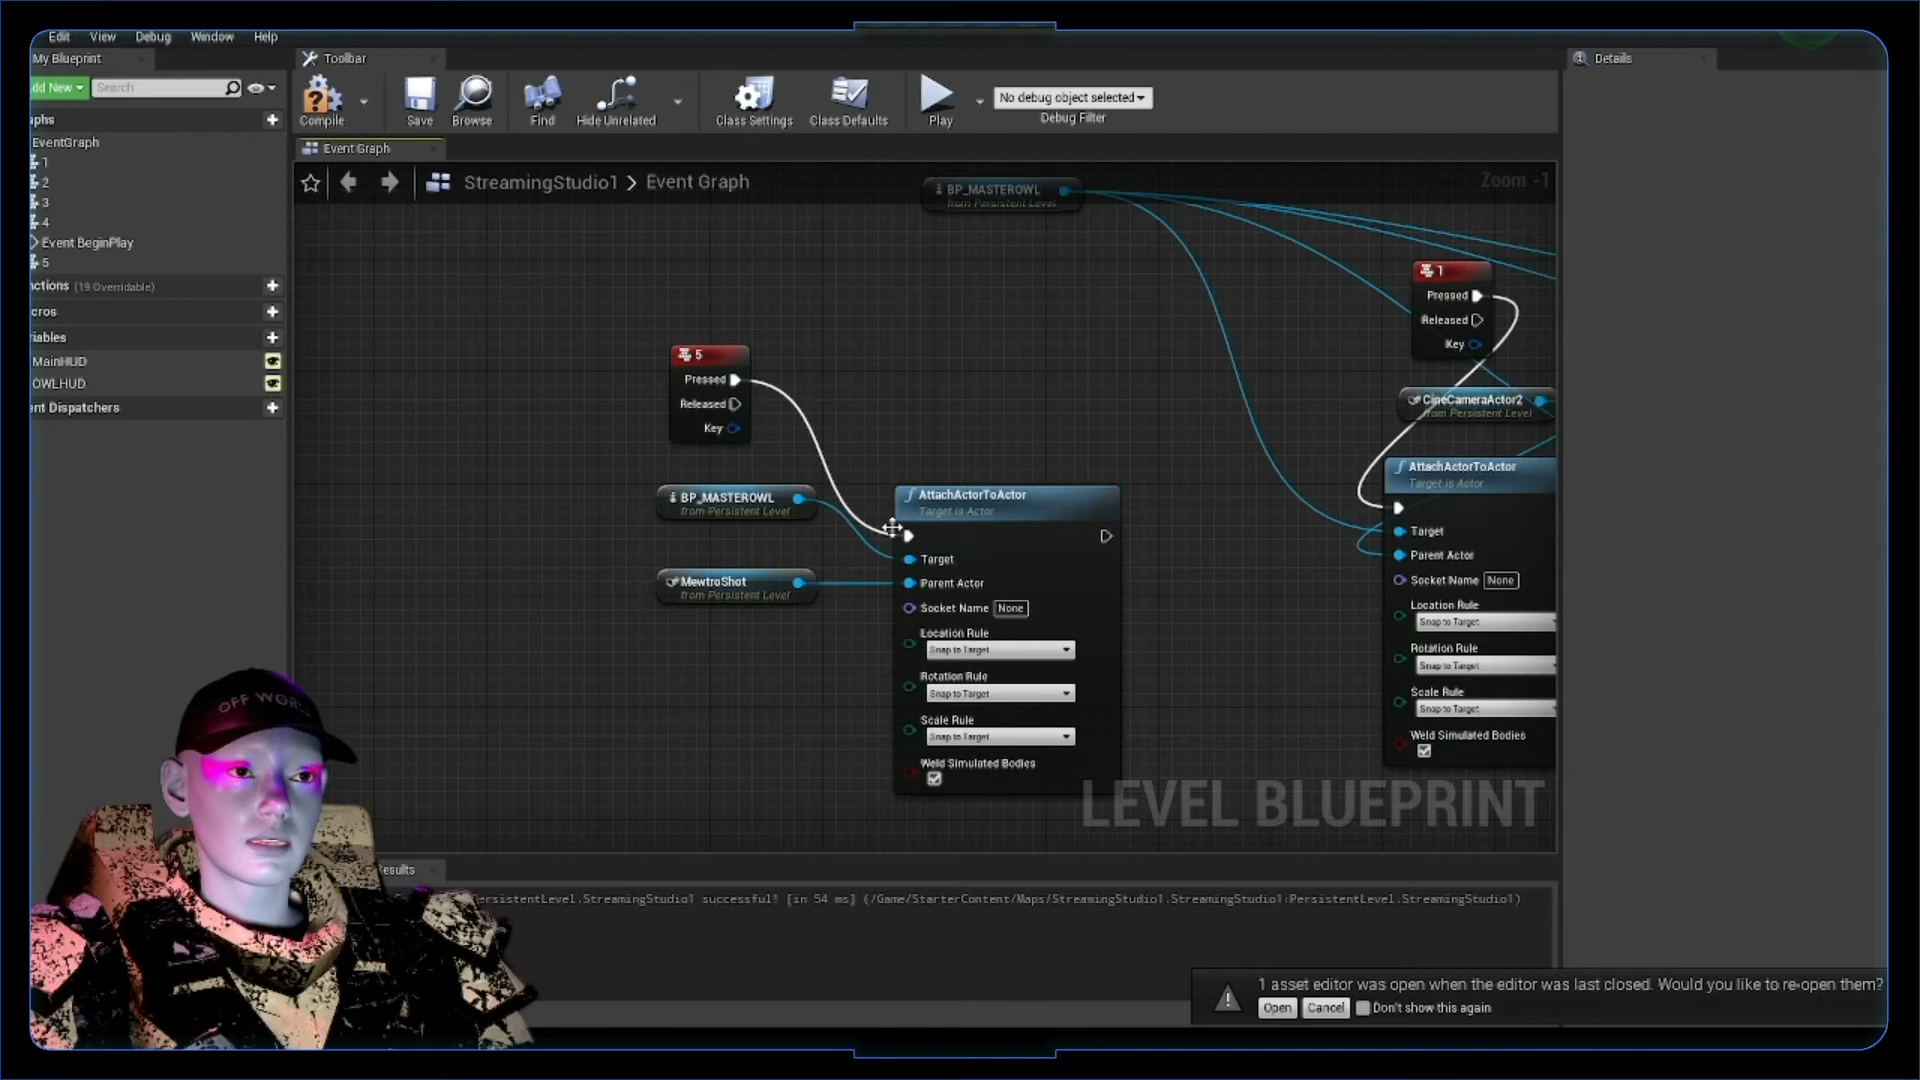 Edit View Debug Window Help
My Blueprint
Toolbar
Details
dd New
Search
Compile
Save
Browse
Find
Hide Unrelated
Class Settings
Class Defaults
Play
No debug object selected
Debug Filter
aphs
EventGraph
1
2
3
4
Event BeginPlay
5
nctions (19 Overridable)
cros
riables
MainHUD
OWLHUD
ent Dispatchers
Event Graph
StreamingStudio1 > Event Graph
Zoom -1
BP_MASTEROWL
from Persistent Level
1
Pressed
Released
Key
5
Pressed
Released
Key
CineCameraActor2
from Persistent Level
BP_MASTEROWL
from Persistent Level
MewtroShot
from Persistent Level
AttachActorToActor
Target is Actor
Target
Parent Actor
Socket Name None
Location Rule
Snap to Target
Rotation Rule
Snap to Target
Scale Rule
Snap to Target
Weld Simulated Bodies
AttachActorToActor
Target is Actor
Target
Parent Actor
Socket Name None
Location Rule
Snap to Target
Rotation Rule
Snap to Target
Scale Rule
Snap to Target
Weld Simulated Bodies
LEVEL BLUEPRINT
OFF WORL
esults
ersistentLevel.StreamingStudio1 successful! [in 54 ms] (/Game/StarterContent/Maps/StreamingStudio1.StreamingStudio1:PersistentLevel.StreamingStudio1)
1 asset editor was open when the editor was last closed. Would you like to re-open them?
Open Cancel Don't show this again